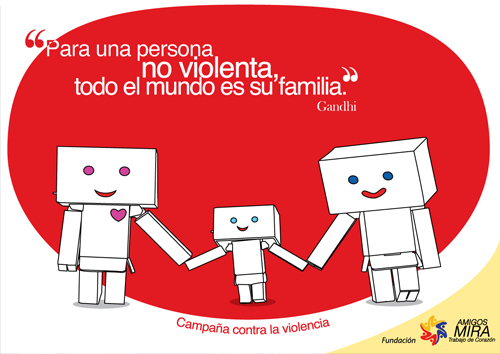 “Para una persona
no violenta,
todo el mundo es su familia.”
Gandhi
Campaña contra la violencia
Fundación
AMIGOS
MIRA
Trabajo de Corazón